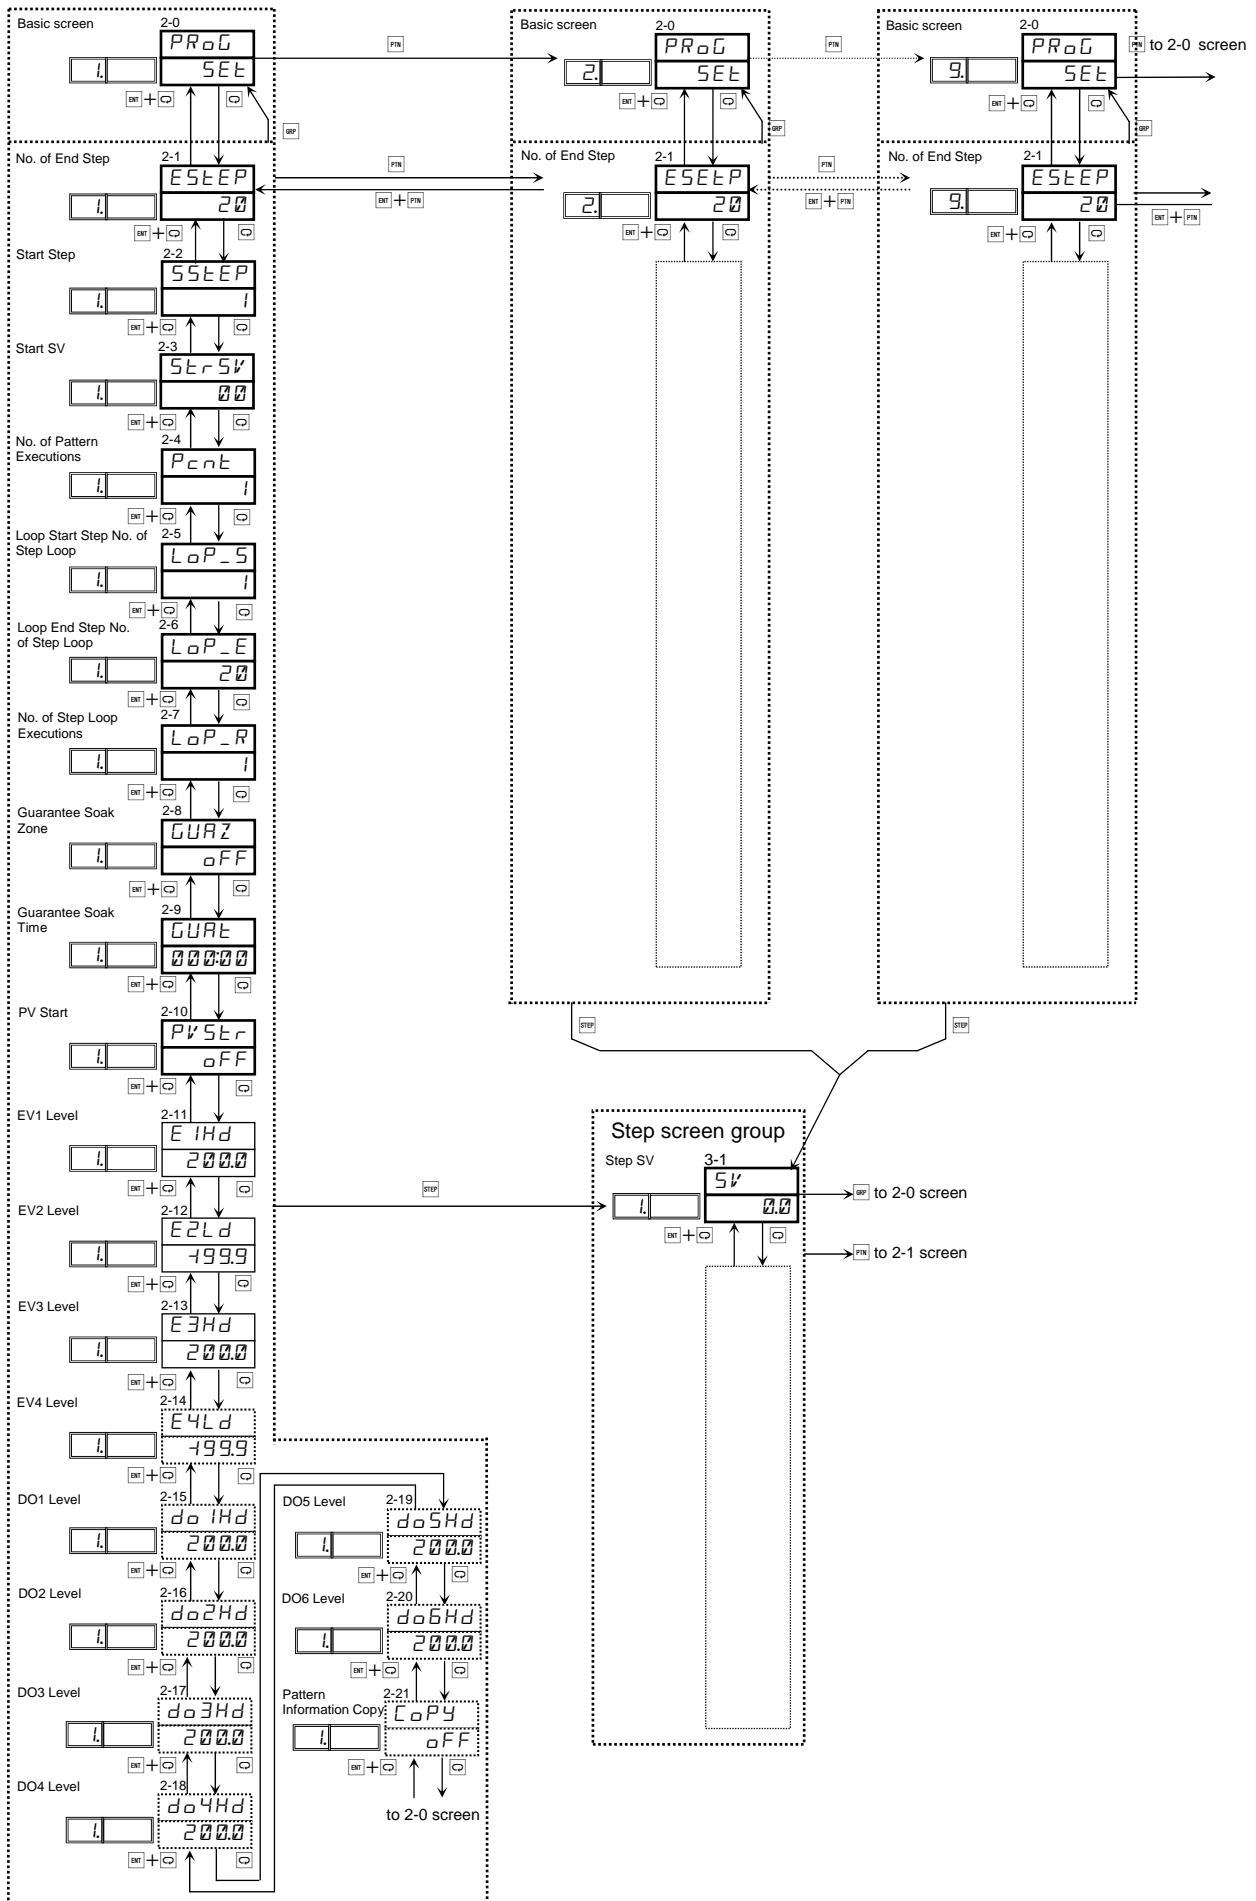 Basic screen
2-0
PRoG
SEt
1.
ENT + 
GRP
No. of End Step
2-1
EStEP
20
1.
ENT + 
Start Step
2-2
SStEP
1
1.
ENT + 
Start SV
2-3
StrSV
00
1.
ENT + 
No. of Pattern
Executions
2-4
Pcnt
1
1.
ENT + 
Loop Start Step No. of
Step Loop
2-5
LoP_S
1
1.
ENT + 
Loop End Step No.
of Step Loop
2-6
LoP_E
20
1.
ENT + 
No. of Step Loop
Executions
2-7
LoP_R
1
1.
ENT + 
Guarantee Soak
Zone
2-8
GUAZ
oFF
1.
ENT + 
Guarantee Soak
Time
2-9
GUAt
000:00
1.
ENT + 
PV Start
2-10
PVStr
oFF
1.
ENT + 
EV1 Level
2-11
E1Hd
200.0
1.
ENT + 
EV2 Level
2-12
E2Ld
-199.9
1.
ENT + 
EV3 Level
2-13
E3Hd
200.0
1.
ENT + 
EV4 Level
2-14
E4Ld
-199.9
1.
ENT + 
DO1 Level
2-15
do1Hd
200.0
1.
ENT + 
DO2 Level
2-16
do2Hd
200.0
1.
ENT + 
DO3 Level
2-17
do3Hd
200.0
1.
ENT + 
DO4 Level
2-18
do4Hd
200.0
1.
ENT + 
DO5 Level
2-19
do5Hd
200.0
1.
ENT + 
DO6 Level
2-20
do6Hd
200.0
1.
ENT + 
Pattern
Information Copy
2-21
CoPY
oFF
1.
ENT + 
to 2-0 screen
PTN
PTN
ENT + PTN
STEP
Basic screen
2-0
PRoG
SEt
2.
ENT + 
GRP
No. of End Step
2-1
ESEtP
20
2.
ENT + 
PTN
PTN
ENT + PTN
STEP
Basic screen
2-0
PRoG
SEt
9.
ENT + 
GRP
PTN to 2-0 screen
No. of End Step
2-1
EStEP
20
9.
ENT + 
ENT + PTN
STEP
Step screen group
Step SV
3-1
SV
0.0
1.
ENT + 
GRP to 2-0 screen
PTN to 2-1 screen